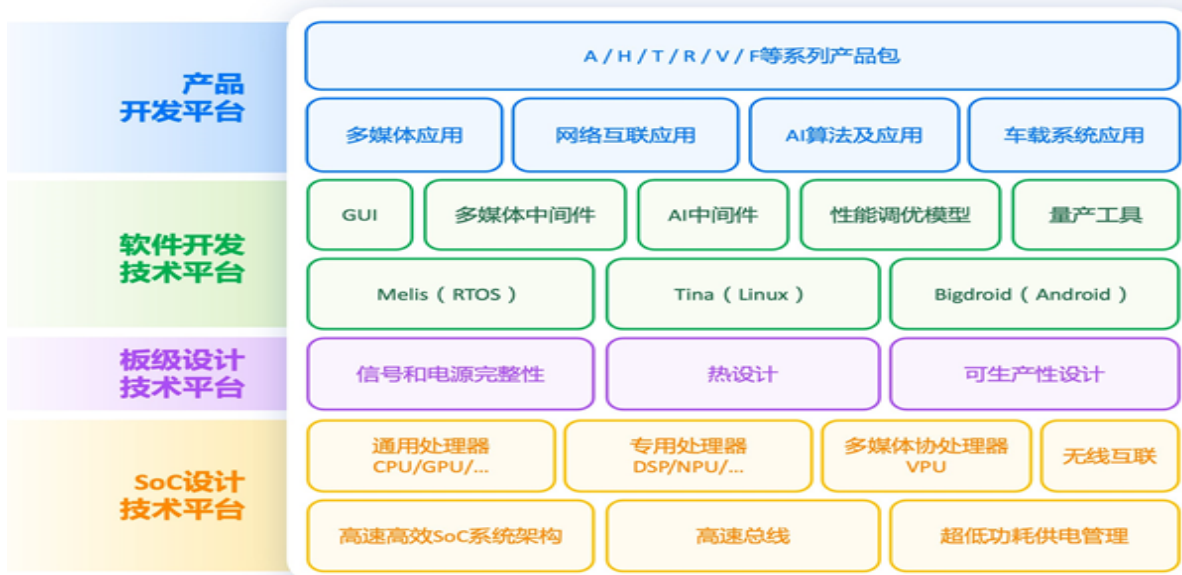 产品
开发平台
A / H / T / R / V / F等系列产品包
多媒体应用
网络互联应用
AI算法及应用
车载系统应用
软件开发
技术平台
GUI
多媒体中间件
AI中间件
性能调优模型
量产工具
Melis（RTOS）
Tina（Linux）
Bigdroid（Android）
板级设计
技术平台
信号和电源完整性
热设计
可生产性设计
SoC设计
技术平台
通用处理器
CPU/GPU/...
专用处理器
DSP/NPU/...
多媒体协处理器
VPU
无线互联
高速高效SoC系统架构
高速总线
超低功耗供电管理